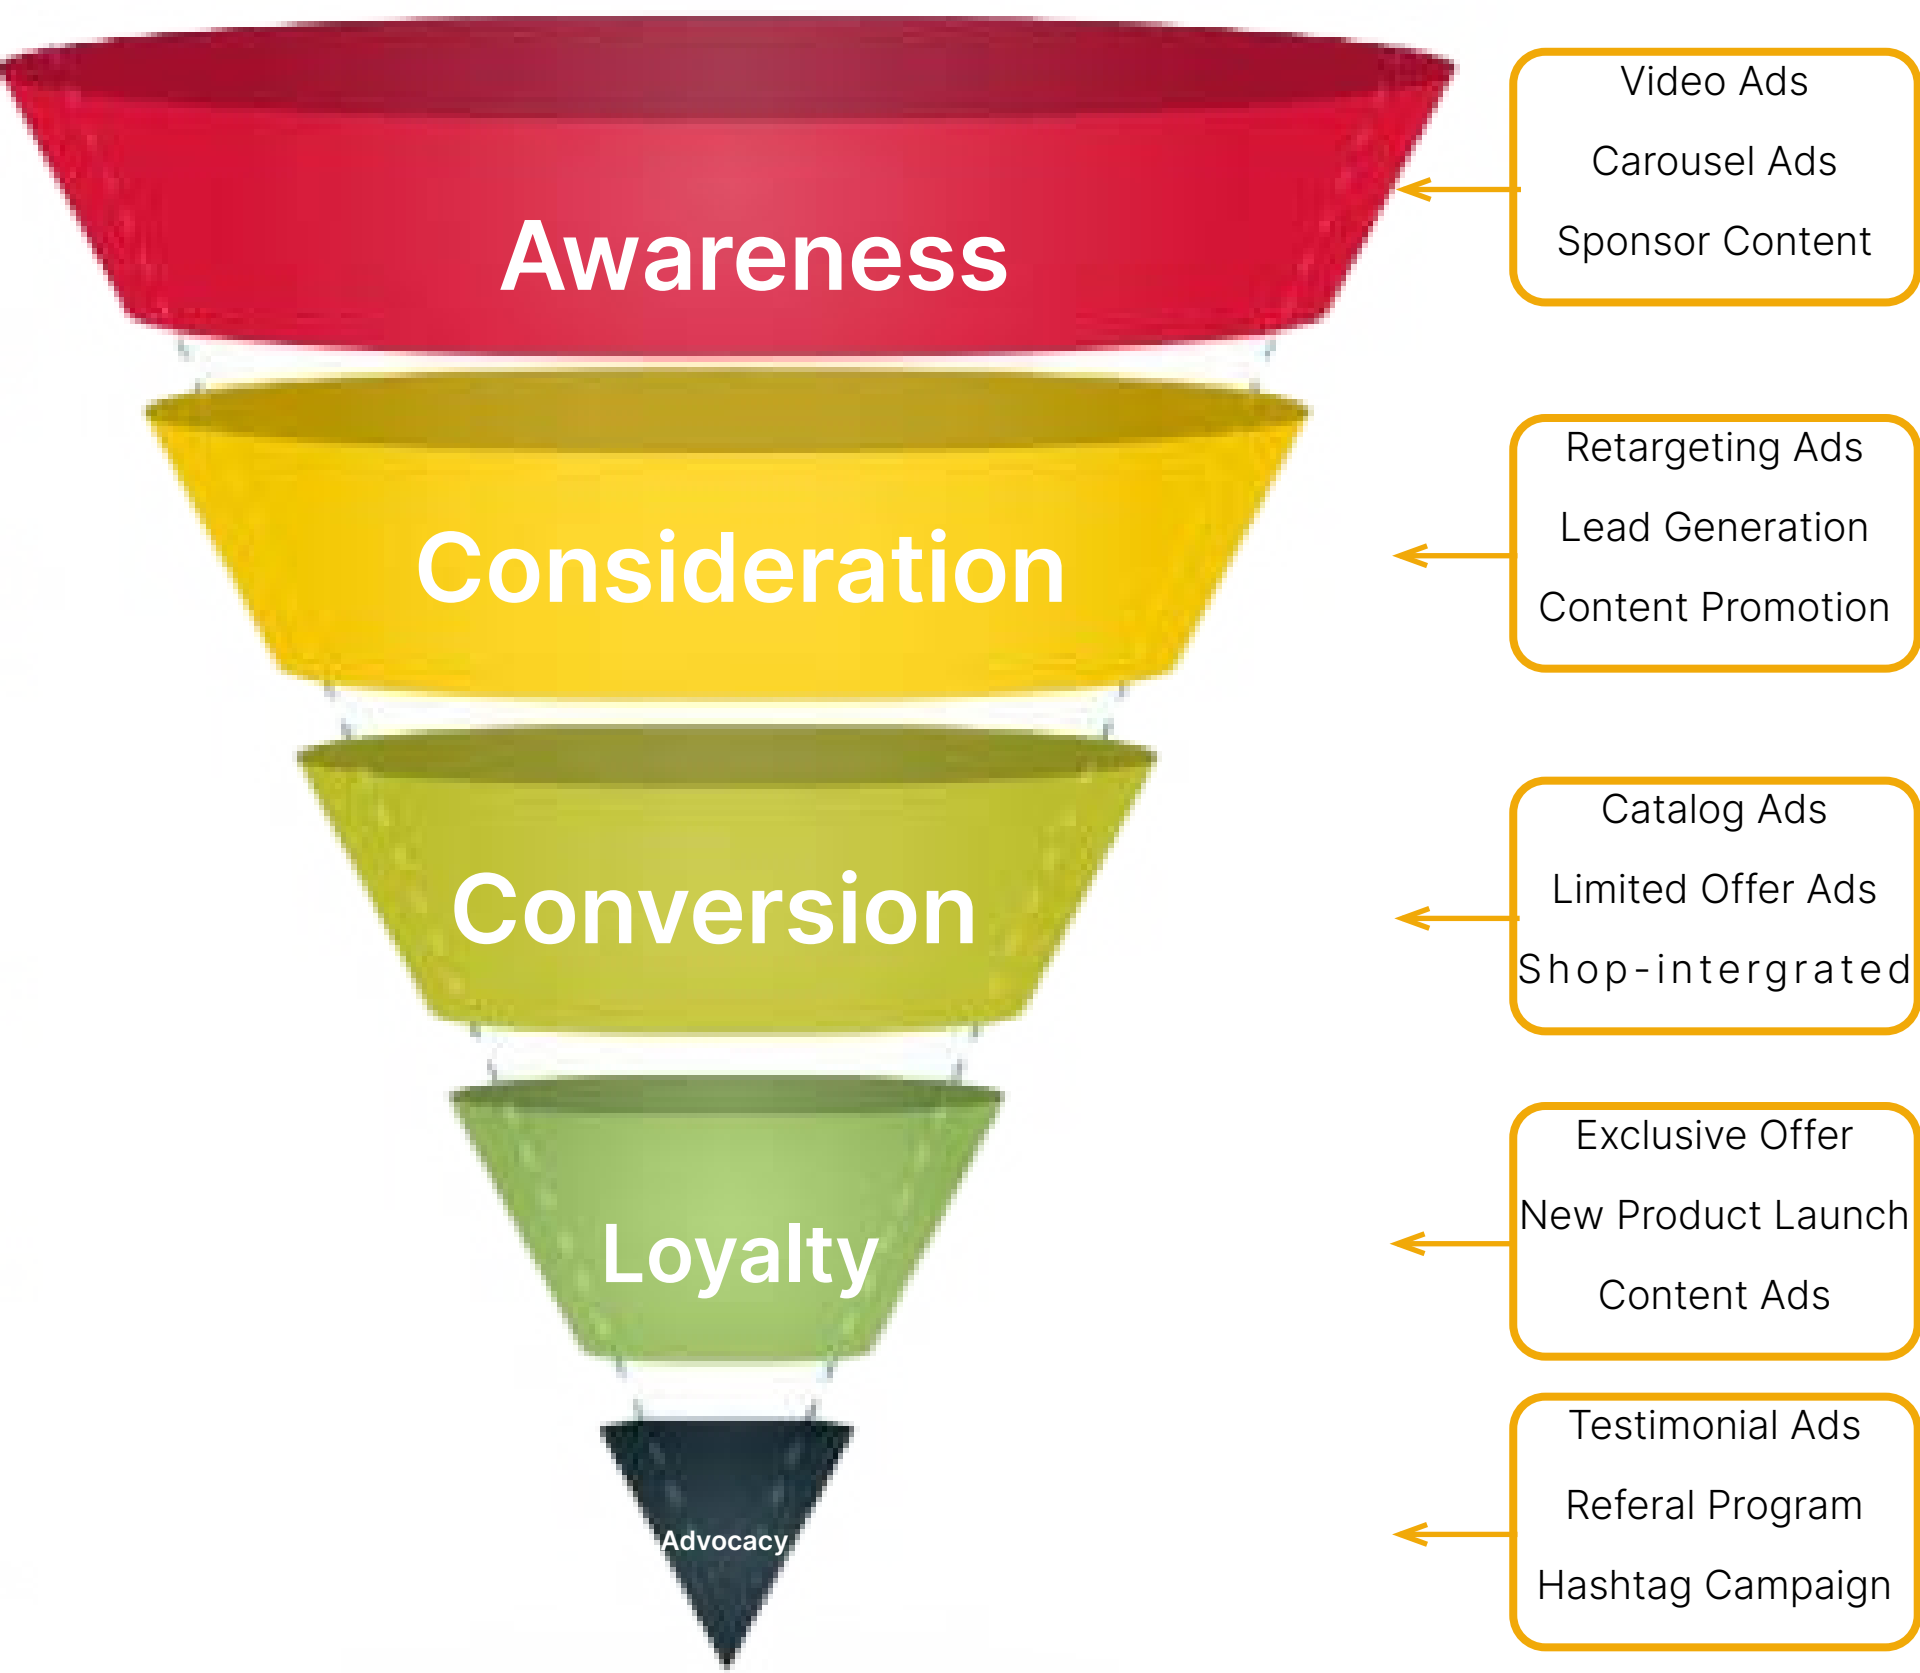 Awareness
Video Ads
Carousel Ads
Sponsor Content
Consideration
Retargeting Ads
Lead Generation
Content Promotion
Conversion
Catalog Ads
Limited Offer Ads
Shop-intergrated
Loyalty
Exclusive Offer
New Product Launch
Content Ads
Advocacy
Testimonial Ads
Referal Program
Hashtag Campaign